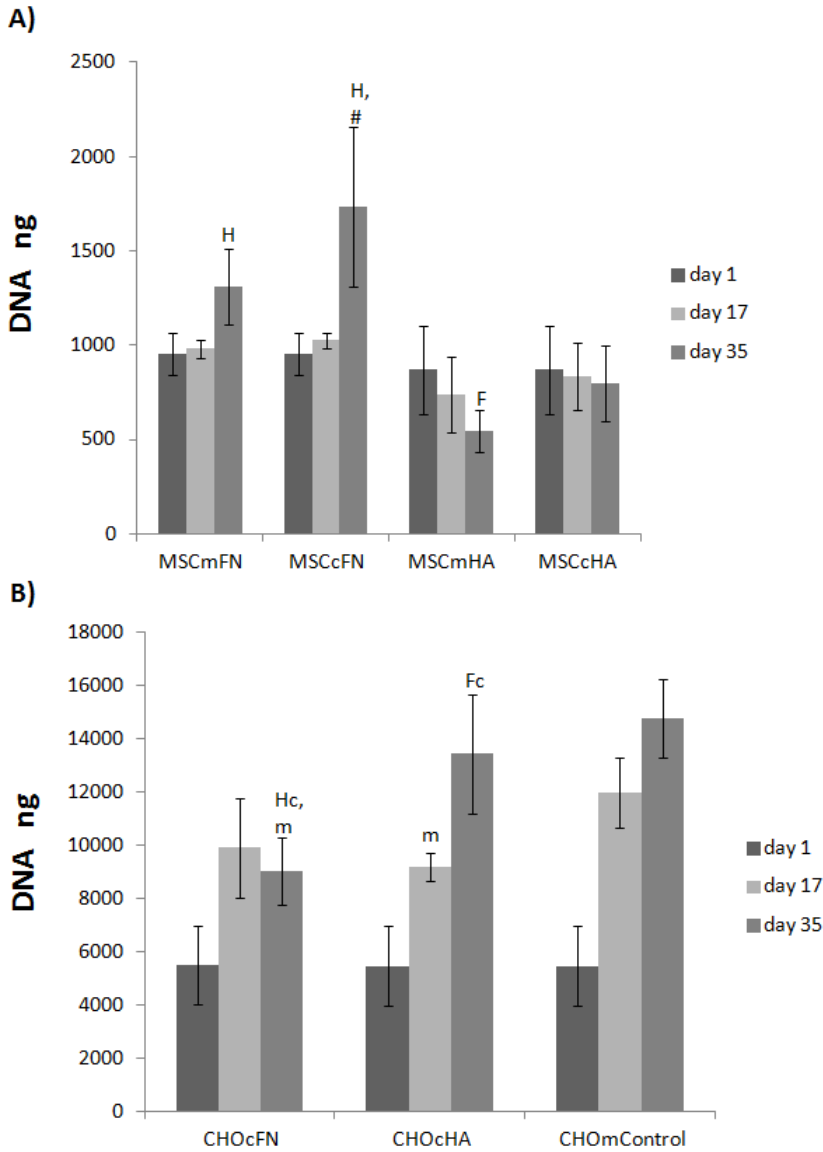 A)
2500
2000
1500
1000
500
0
DNA ng
H
H,
#
F
MSCmFN MSCcFN MSCmHA MSCcHA
day 1
day 17
day 35
B)
18000
16000
14000
12000
10000
8000
6000
4000
2000
0
DNA ng
Hc,
m
m
Fc
CHOcFN CHOcHA CHOmControl
day 1
day 17
day 35